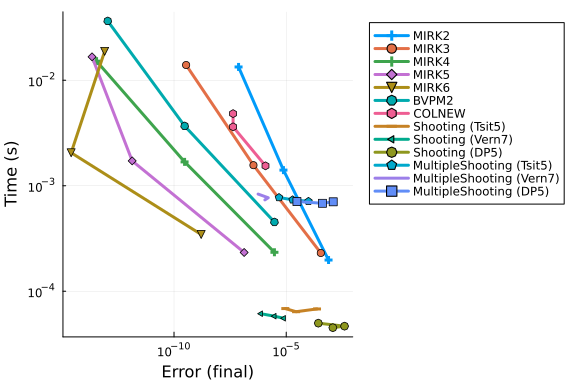 MIRK2
MIRK3
MIRK4
MIRK5
MIRK6
BVPM2
COLNEW
Shooting (Tsit5)
Shooting (Vern7)
Shooting (DP5)
MultipleShooting (Tsit5)
MultipleShooting (Vern7)
MultipleShooting (DP5)
Time (s)
10⁻²
10⁻³
10⁻⁴
10⁻¹⁰ 10⁻⁵
Error (final)